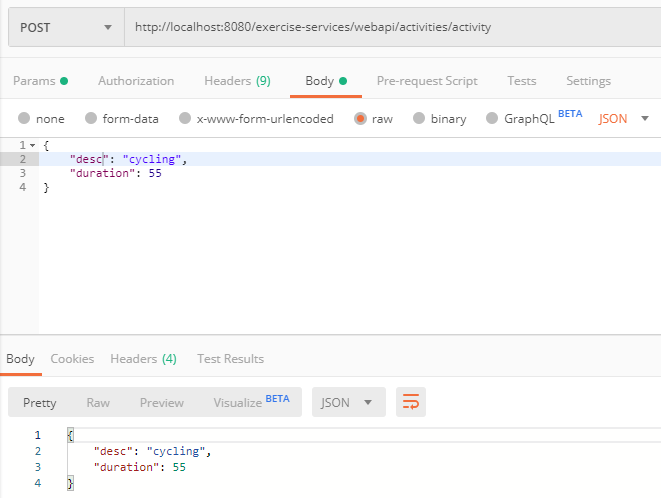 POST http://localhost:8080/exercise-services/webapi/activities/activity
Params Authorization Headers (9) Body Pre-request Script Tests Settings
none form-data x-www-form-urlencoded raw binary GraphQL BETA JSON
1 {
2 "desc": "cycling",
3 "duration": 55
4 }
Body Cookies Headers (4) Test Results
Pretty Raw Preview Visualize BETA JSON
1 {
2 "desc": "cycling",
3 "duration": 55
4 }